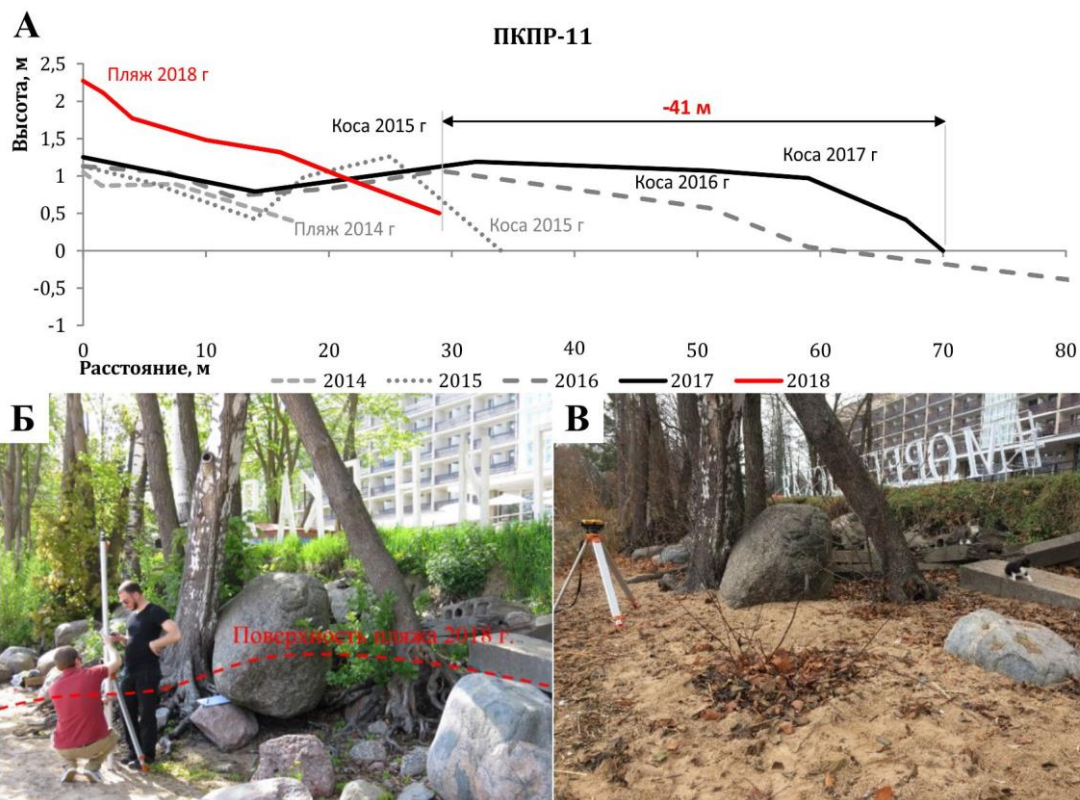 А
ПКПР-11
Высота, м
2,5
2
1,5
1
0,5
0
-0,5
-1
Пляж 2018 г
Коса 2015 г
-41 м
Коса 2017 г
Коса 2016 г
Пляж 2014 г
Коса 2015 г
0 10 20 30 40 50 60 70 80
Расстояние, м
2014 2015 2016 2017 2018
Б
В
Поверхность пляжа 2018 г.